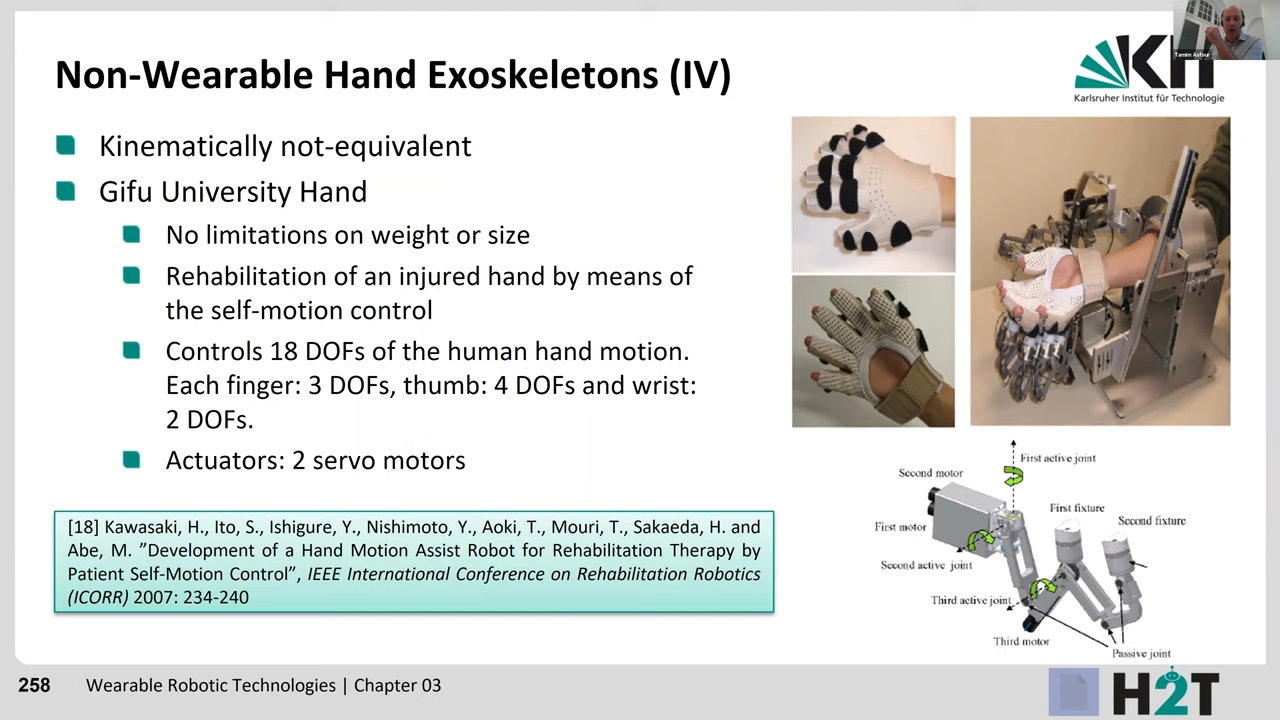 Non-Wearable Hand Exoskeletons (IV)
Kinematically not-equivalent
Gifu University Hand
No limitations on weight or size
Rehabilitation of an injured hand by means of
the self-motion control
Controls 18 DOFs of the human hand motion.
Each finger: 3 DOFs, thumb: 4 DOFs and wrist:
2 DOFs.
Actuators: 2 servo motors
[18] Kawasaki, H., Ito, S., Ishigure, Y., Nishimoto, Y., Aoki, T., Mouri, T., Sakaeda, H. and
Abe, M. ”Development of a Hand Motion Assist Robot for Rehabilitation Therapy by
Patient Self-Motion Control”, IEEE International Conference on Rehabilitation Robotics
(ICORR) 2007: 234-240
Tamim Asfour
KIT
Karlsruher Institut für Technologie
First active joint
Second motor
First fixture
Second fixture
First motor
Second active joint
Third active joint
Third motor
Passive joint
258 Wearable Robotic Technologies | Chapter 03
H2T